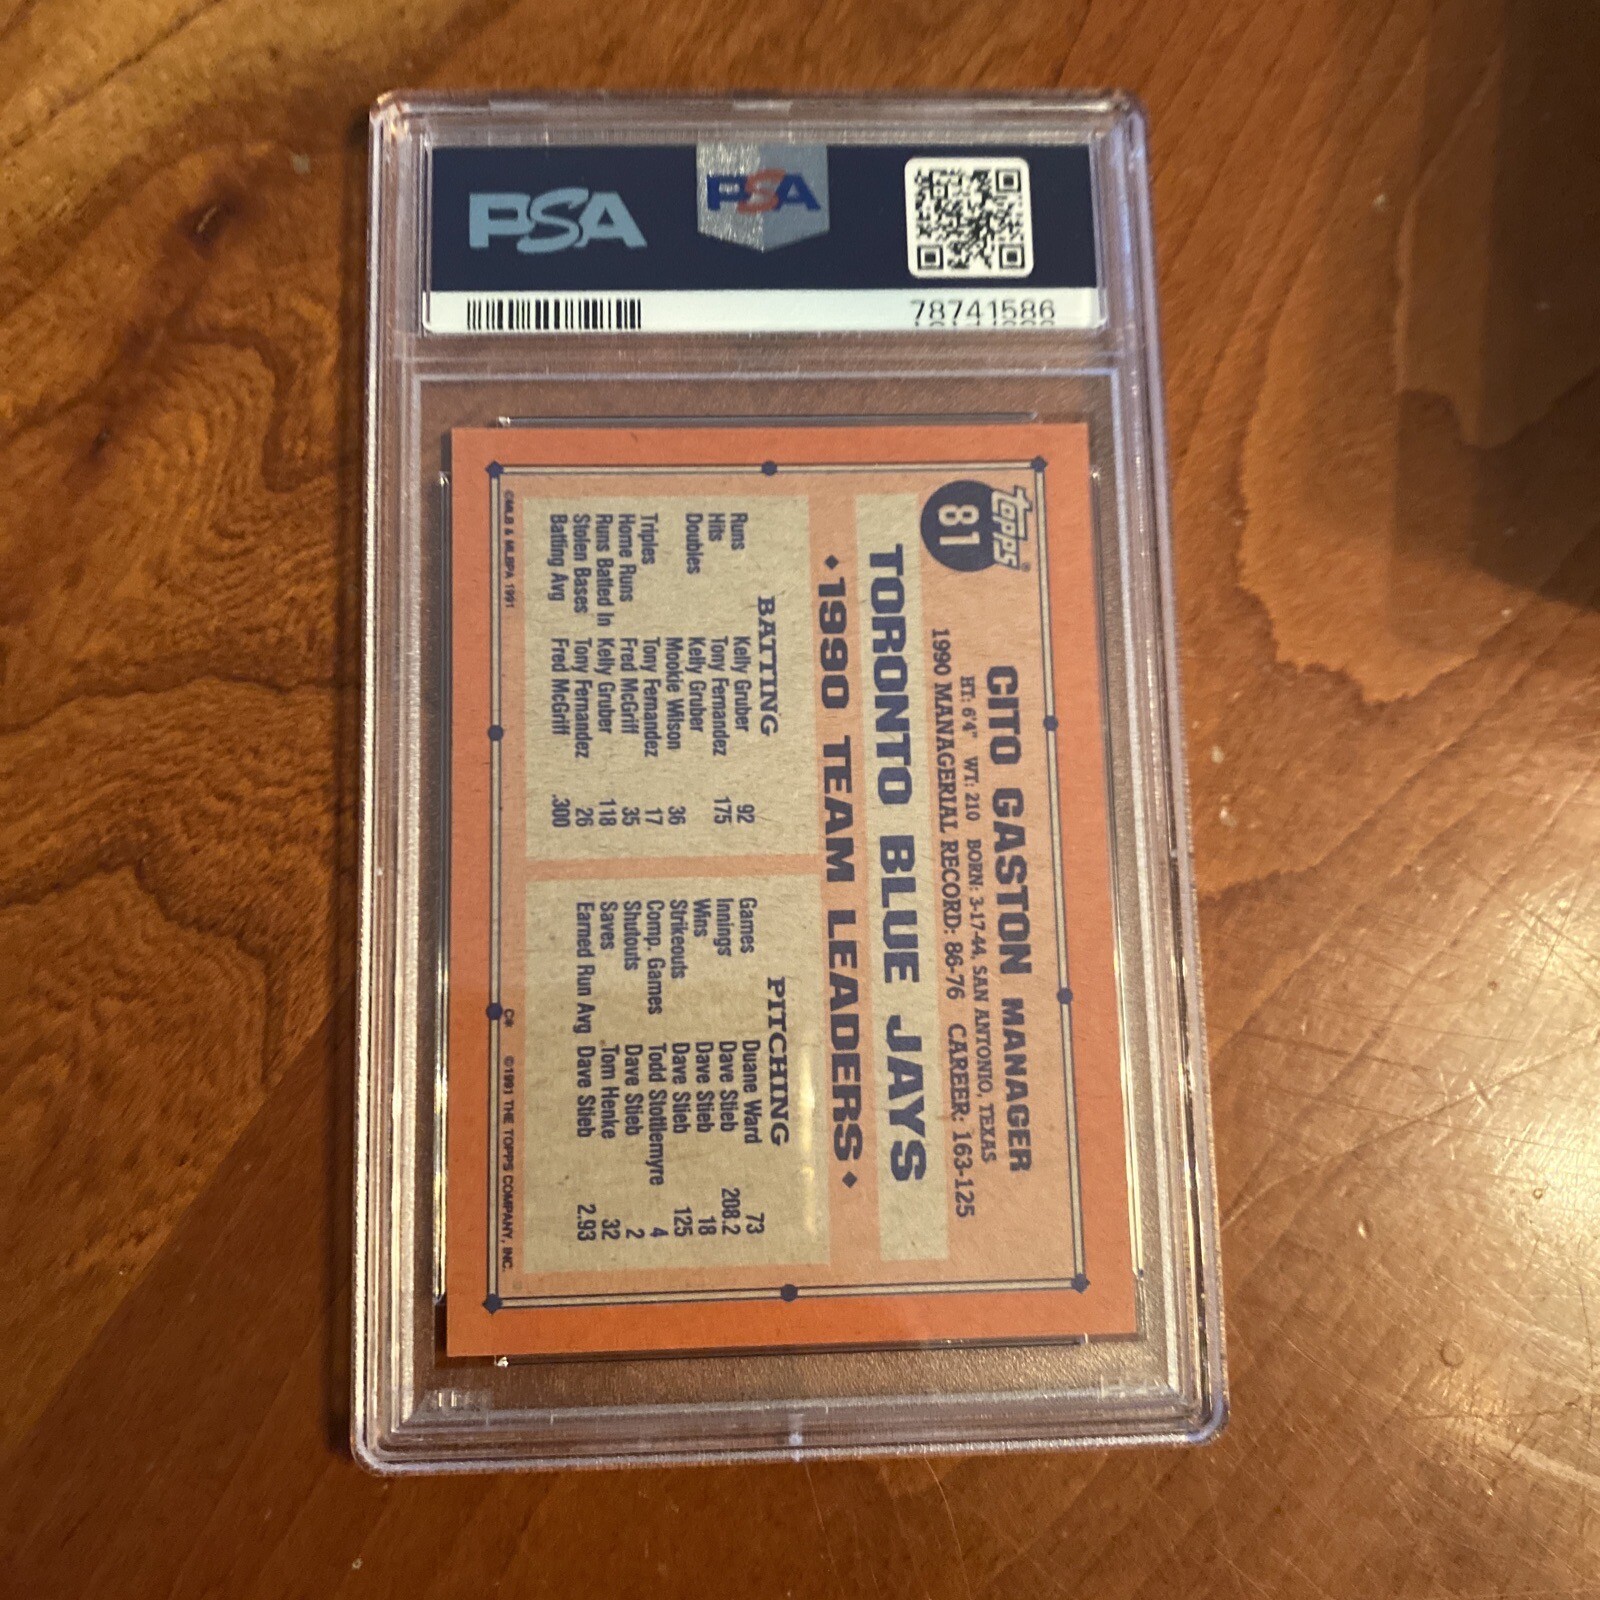 PSA
PSA
78741586
topps
81
CITO GASTON MANAGER
HT: 6'4" WT: 210 BORN: 3-17-44, SAN ANTONIO, TEXAS
1990 MANAGERIAL RECORD: 86-76 CAREER: 163-125
TORONTO BLUE JAYS
♦1990 TEAM LEADERS♦
BATTING
Runs Kelly Gruber 92
Hits Tony Fernandez 175
Doubles Kelly Gruber
Mookie Wilson 36
Triples Tony Fernandez 17
Home Runs Fred McGriff 35
Runs Batted In Kelly Gruber 118
Stolen Bases Tony Fernandez 26
Batting Avg Fred McGriff .300
PITCHING
Games Duane Ward 73
Innings Dave Stieb 208.2
Wins Dave Stieb 18
Strikeouts Dave Stieb 125
Comp. Games Todd Stottlemyre 4
Shutouts Dave Stieb 2
Saves Tom Henke 32
Earned Run Avg Dave Stieb 2.93
©MLB & MLBPA 1991
C* ©1991 THE TOPPS COMPANY, INC.